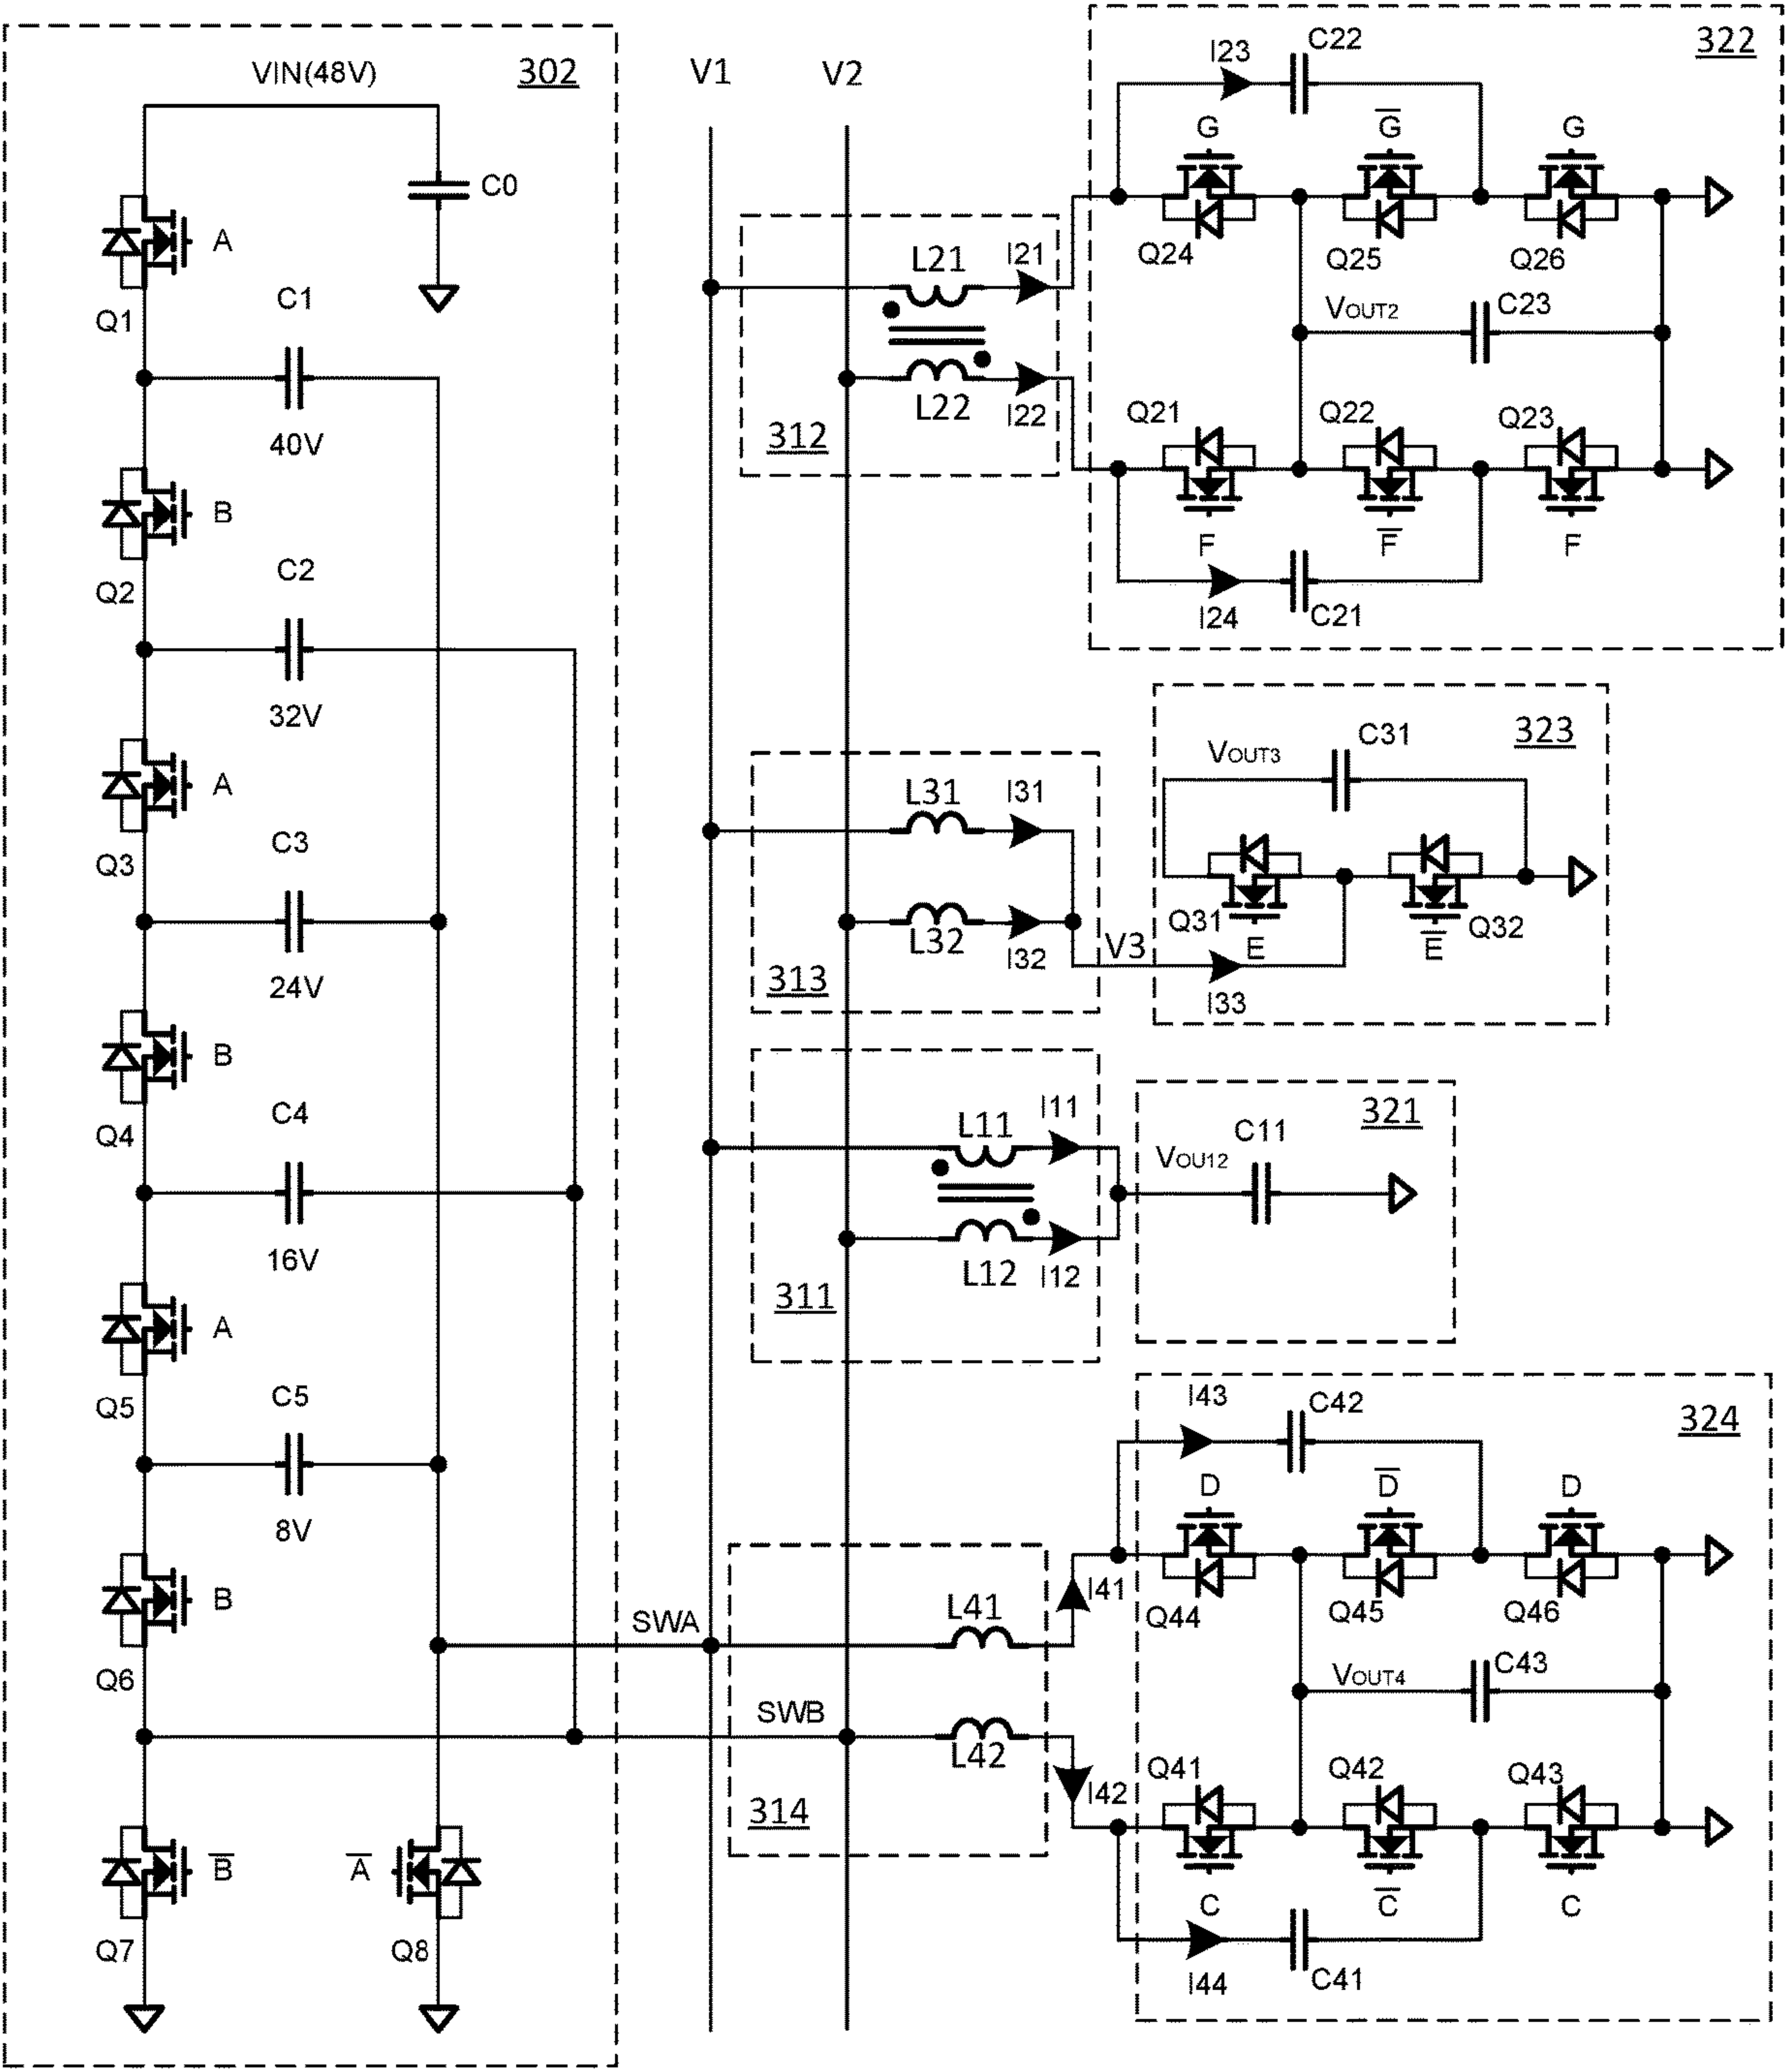 VIN(48V)
302
C0
A
Q1
C1
40V
B
Q2
C2
32V
A
Q3
C3
24V
B
Q4
C4
16V
A
Q5
C5
8V
B
Q6
B̅
Q7
A̅
Q8
V1
V2
SWA
SWB
L21
I21
L22
I22
312
322
I23
C22
G
G̅
G
Q24
Q25
Q26
VOUT2
C23
Q21
Q22
Q23
F
F̅
F
I24
C21
L31
I31
L32
I32
313
V3
323
VOUT3
C31
Q31
E
E̅
Q32
I33
L11
I11
L12
I12
311
321
VOU12
C11
L41
I41
L42
I42
314
I43
C42
324
D
D̅
D
Q44
Q45
Q46
VOUT4
C43
Q41
Q42
Q43
C
C̅
C
I44
C41